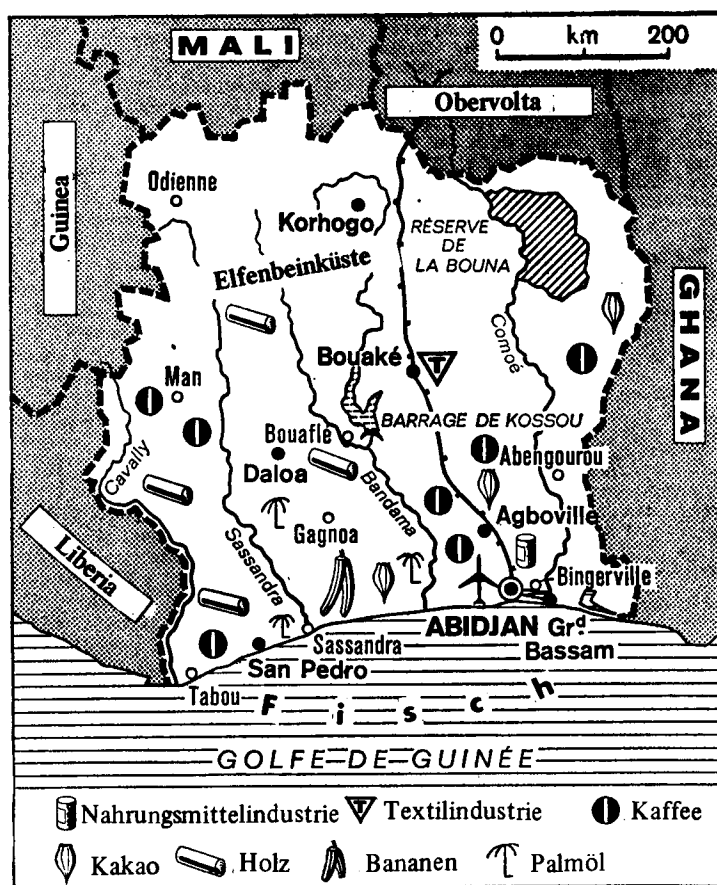 MALI
0 km 200
Obervolta
Guinea
Odienne
Korhogo
RÉSERVE
DE
LA BOUNA
Elfenbeinküste
GHANA
Comoé
Bouaké
T
Man
BARRAGE DE KOSSOU
Bouaflé
Abengourou
Daloa
Cavally
Bandama
Agboville
Gagnoa
Sassandra
Liberia
Bingerville
ABIDJAN Grd
Bassam
Sassandra
San Pedro
Tabou
Fisch
GOLFE-DE-GUINÉE
Nahrungsmittelindustrie T Textilindustrie Kaffee
Kakao Holz Bananen Palmöl